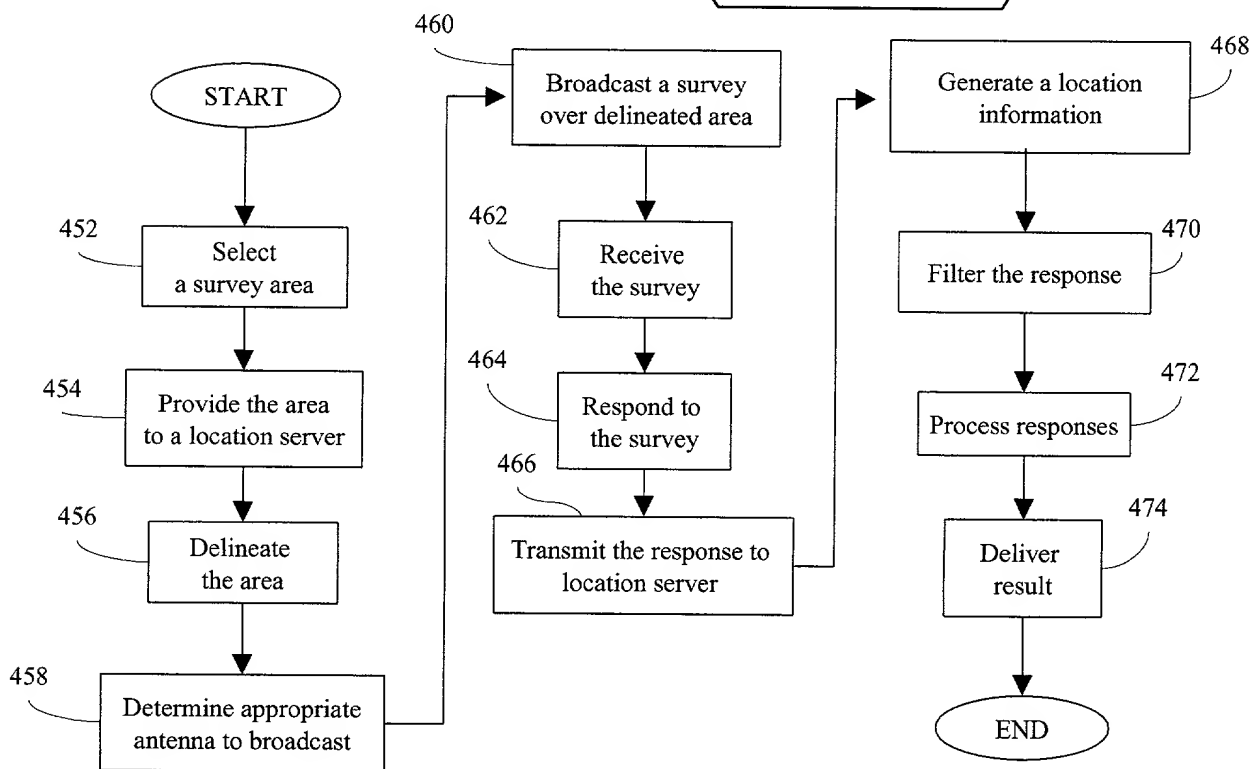 START
452
Select
a survey area
454
Provide the area
to a location server
456
Delineate
the area
458
Determine appropriate
antenna to broadcast
460
Broadcast a survey
over delineated area
462
Receive
the survey
464
Respond to
the survey
466
Transmit the response to
location server
468
Generate a location
information
470
Filter the response
472
Process responses
474
Deliver
result
END